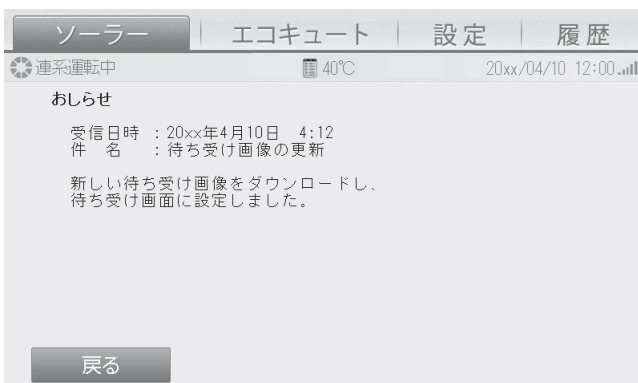 ソーラー エコキュート 設定 履歴
連系運転中 40℃ 20xx/04/10 12:00
おしらせ
受信日時 :20xx年4月10日 4:12
件 名 :待ち受け画像の更新
新しい待ち受け画像をダウンロードし、
待ち受け画面に設定しました。
戻る